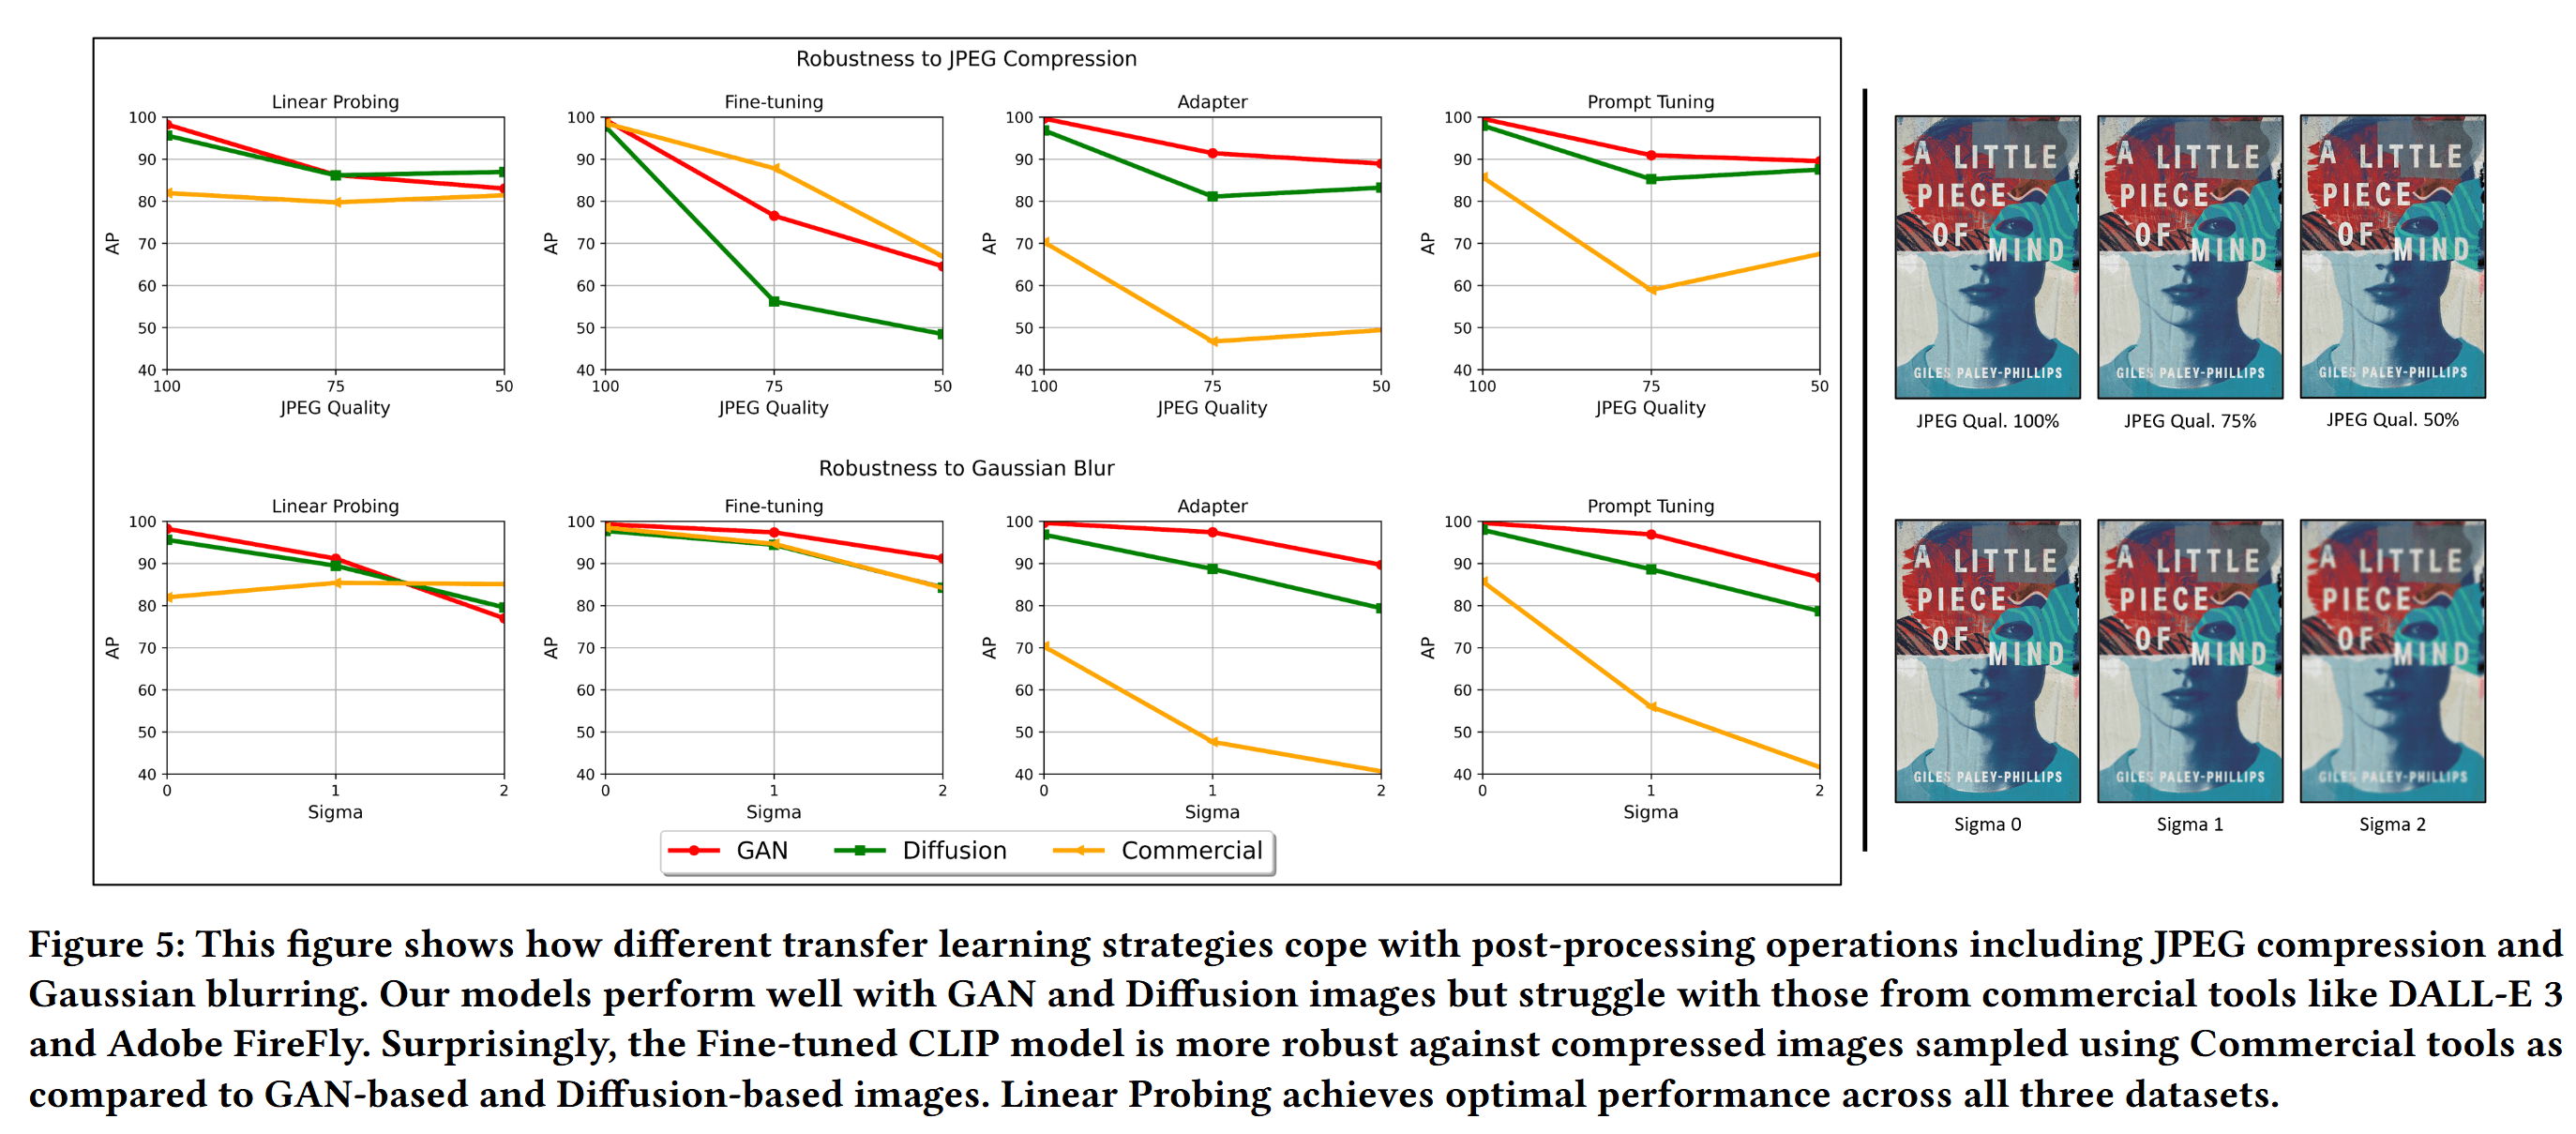 Robustness to JPEG Compression
Linear Probing
Fine-tuning
Adapter
Prompt Tuning
100
90
80
70
60
50
40
AP
100
75
50
JPEG Quality
100
90
80
70
60
50
40
AP
100
75
50
JPEG Quality
100
90
80
70
60
50
40
AP
100
75
50
JPEG Quality
100
90
80
70
60
50
40
AP
100
75
50
JPEG Quality
A LITTLE
PIECE
OF
MIND
GILES PALEY-PHILLIPS
JPEG Qual. 100%
A LITTLE
PIECE
OF
MIND
GILES PALEY-PHILLIPS
JPEG Qual. 75%
A LITTLE
PIECE
OF
MIND
GILES PALEY-PHILLIPS
JPEG Qual. 50%
Robustness to Gaussian Blur
Linear Probing
Fine-tuning
Adapter
Prompt Tuning
100
90
80
70
60
50
40
AP
0
1
2
Sigma
100
90
80
70
60
50
40
AP
0
1
2
Sigma
100
90
80
70
60
50
40
AP
0
1
2
Sigma
100
90
80
70
60
50
40
AP
0
1
2
Sigma
GAN
Diffusion
Commercial
A LITTLE
PIECE
OF
MIND
GILES PALEY-PHILLIPS
Sigma 0
A LITTLE
PIECE
OF
MIND
GILES PALEY-PHILLIPS
Sigma 1
A LITTLE
PIECE
OF
MIND
GILES PALEY-PHILLIPS
Sigma 2
Figure 5: This figure shows how different transfer learning strategies cope with post-processing operations including JPEG compression and
Gaussian blurring. Our models perform well with GAN and Diffusion images but struggle with those from commercial tools like DALL-E 3
and Adobe FireFly. Surprisingly, the Fine-tuned CLIP model is more robust against compressed images sampled using Commercial tools as
compared to GAN-based and Diffusion-based images. Linear Probing achieves optimal performance across all three datasets.